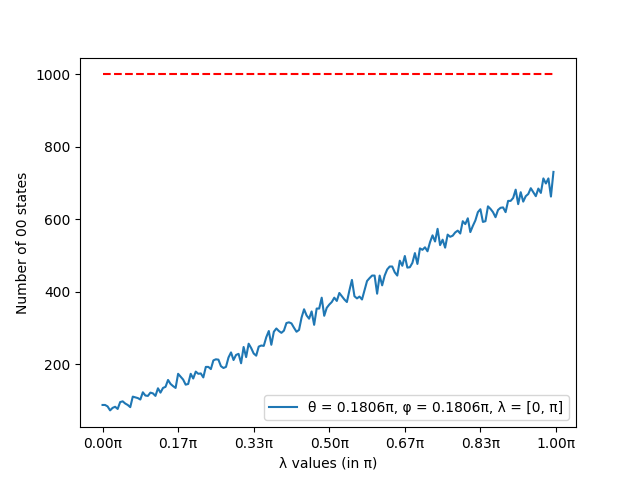 1000
800
600
400
200
Number of 00 states
θ = 0.1806π, φ = 0.1806π, λ = [0, π]
0.00π 0.17π 0.33π 0.50π 0.67π 0.83π 1.00π
λ values (in π)